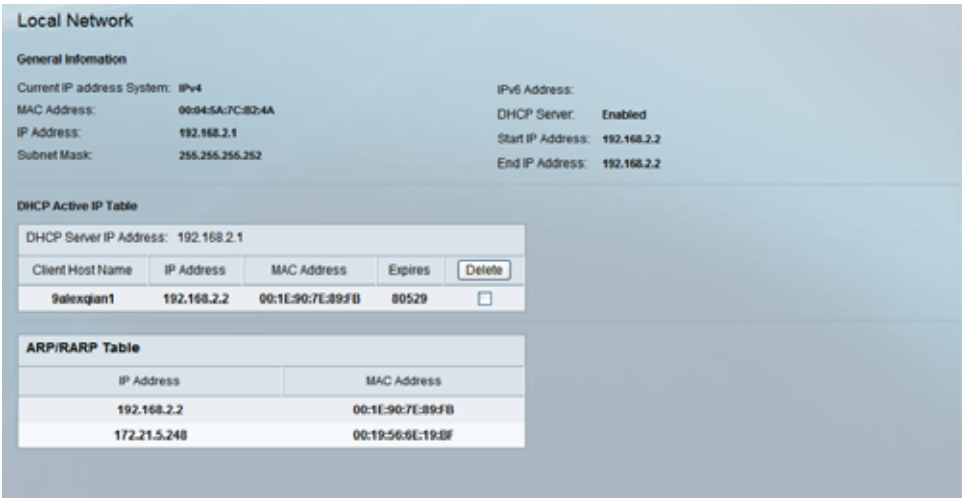 Local Network
General Infomation
Current IP address System: IPv4
MAC Address: 00:04:5A:7C:B2:4A
IP Address: 192.168.2.1
Subnet Mask: 255.255.255.252
IPv6 Address:
DHCP Server: Enabled
Start IP Address: 192.168.2.2
End IP Address: 192.168.2.2
DHCP Active IP Table
DHCP Server IP Address: 192.168.2.1
Client Host Name IP Address MAC Address Expires Delete
9alexqian1 192.168.2.2 00:1E:90:7E:89:FB 80529
ARP/RARP Table
IP Address MAC Address
192.168.2.2 00:1E:90:7E:89:FB
172.21.5.248 00:19:56:6E:19:BF